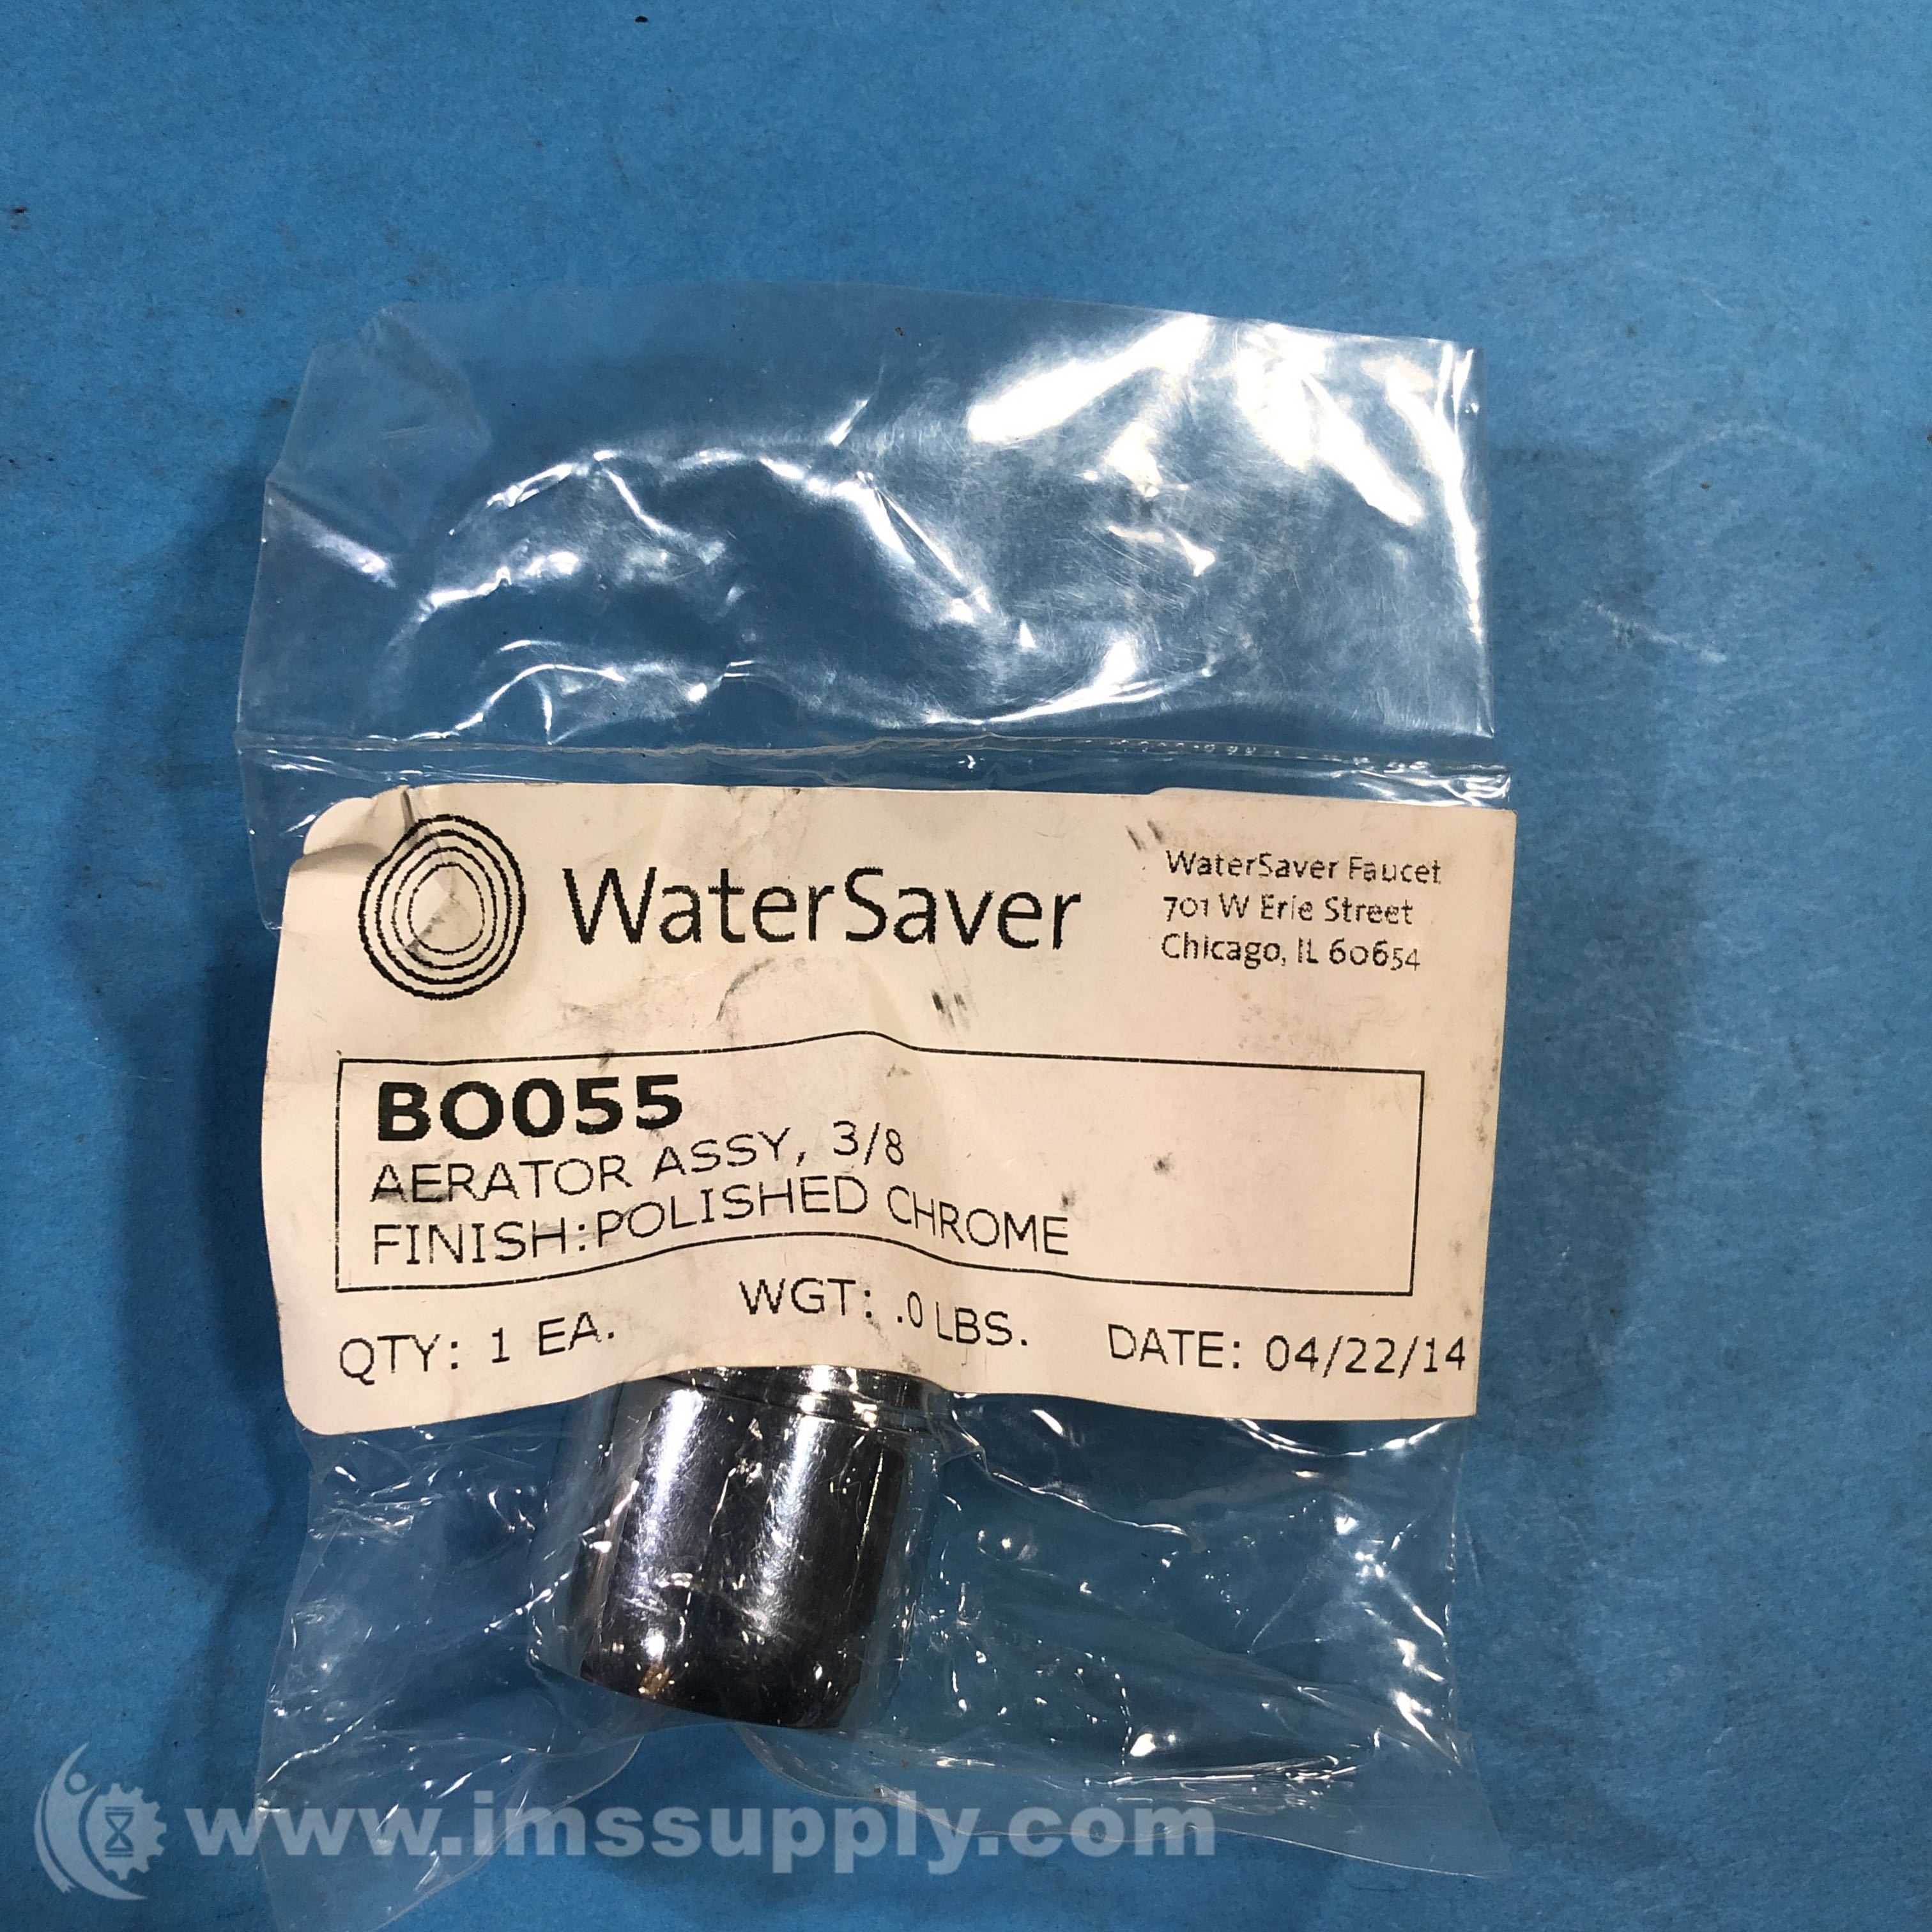 WaterSaver
WaterSaver Faucet
701 W Erie Street
Chicago, IL 60654
BO055
AERATOR ASSY, 3/8
FINISH:POLISHED CHROME
QTY: 1 EA.
WGT: .0 LBS.
DATE: 04/22/14
www.imssupply.com